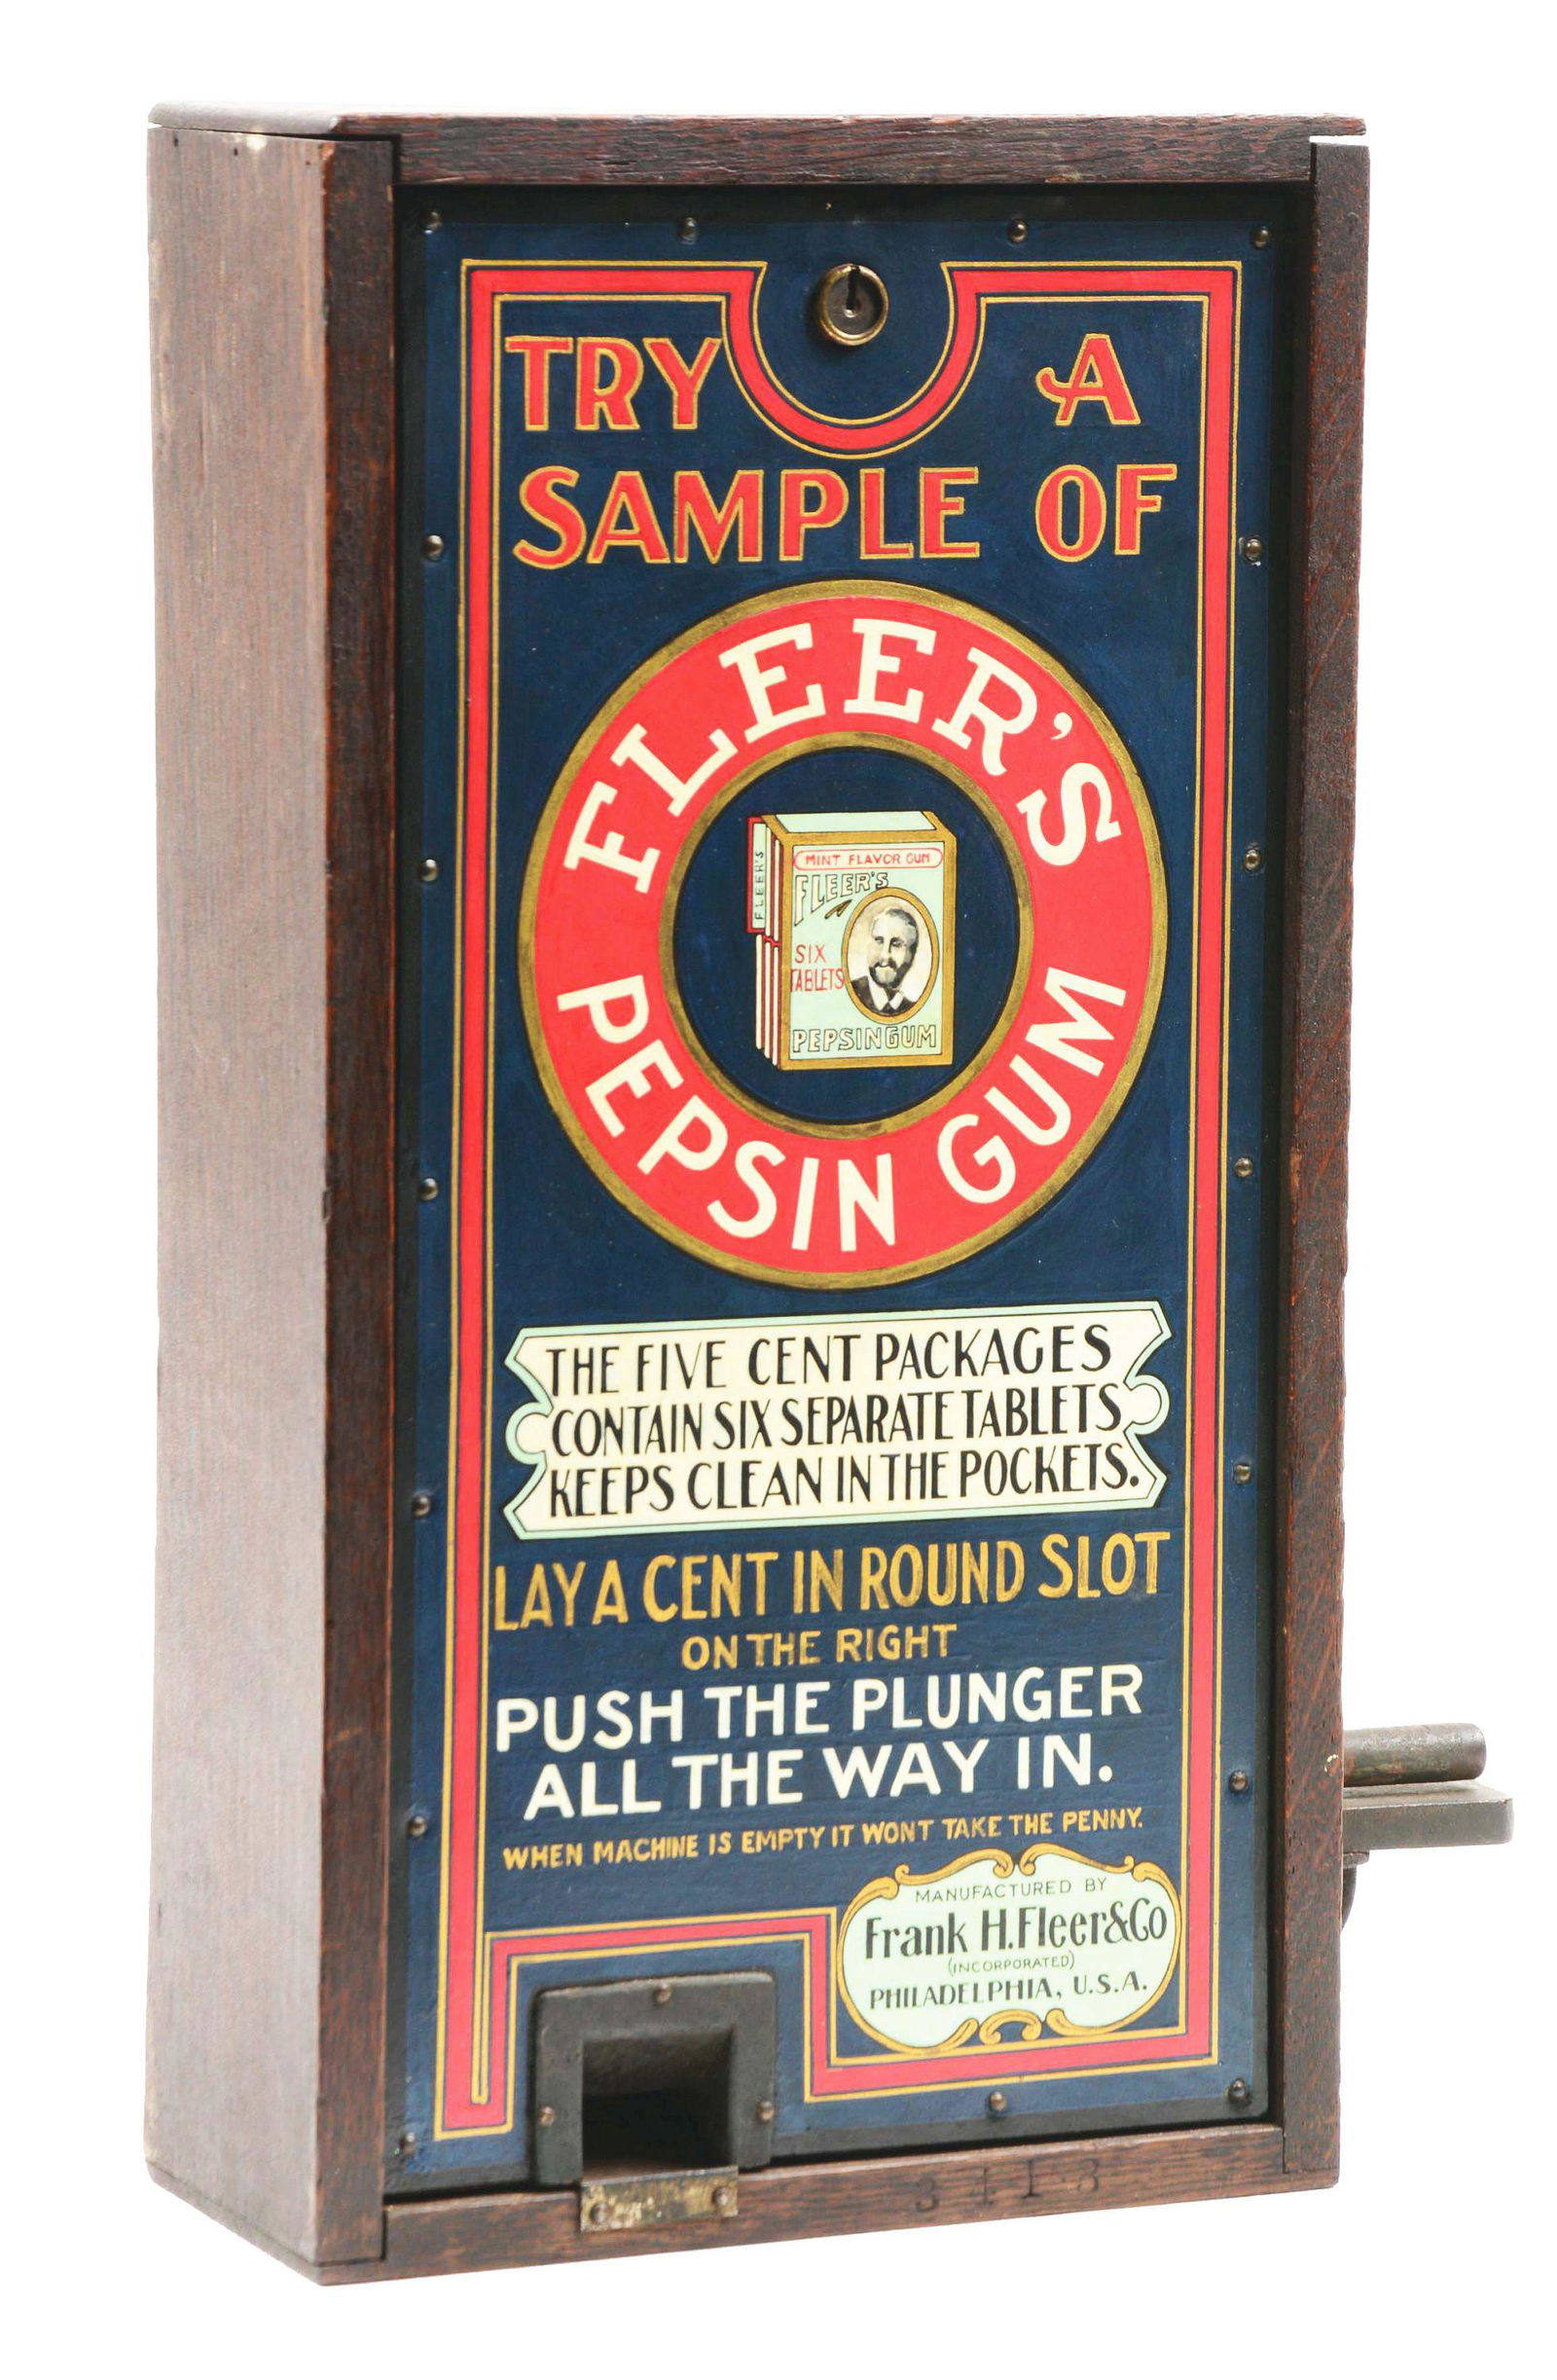 TRY A
SAMPLE OF
FLEER'S
FLEER'S
MINT FLAVOR GUM
FLEER'S
SIX
TABLETS
PEPSIN GUM
PEPSIN GUM
THE FIVE CENT PACKAGES
CONTAIN SIX SEPARATE TABLETS
KEEPS CLEAN IN THE POCKETS.
LAY A CENT IN ROUND SLOT
ON THE RIGHT
PUSH THE PLUNGER
ALL THE WAY IN.
WHEN MACHINE IS EMPTY IT WONT TAKE THE PENNY.
MANUFACTURED BY
Frank H. Fleer & Co
(INCORPORATED)
PHILADELPHIA, U.S.A.
3413